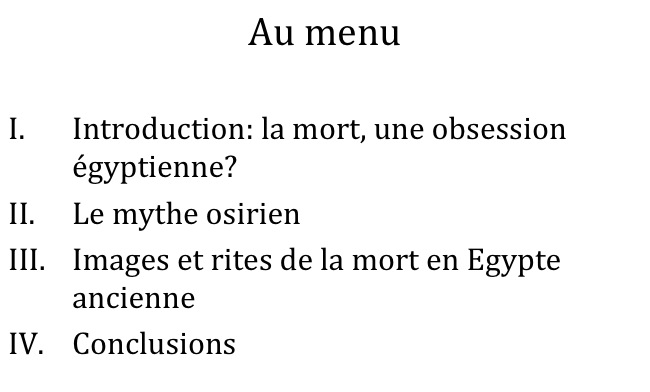 Au menu
I. Introduction: la mort, une obsession
égyptienne?
II. Le mythe osirien
III. Images et rites de la mort en Egypte
ancienne
IV. Conclusions